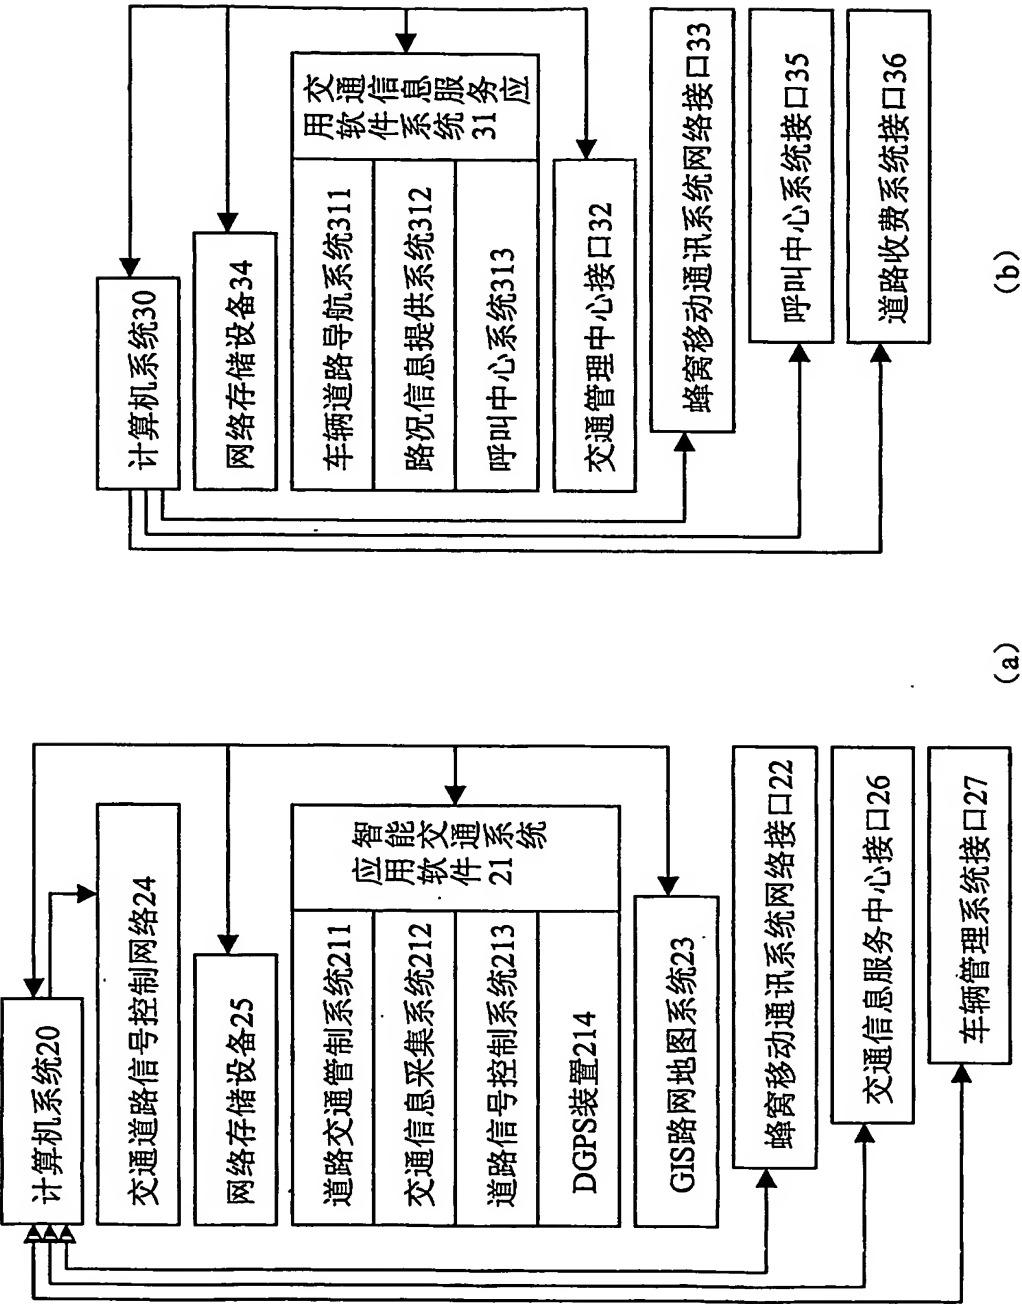 计算机系统20
交通道路信号控制网络24
网络存储设备25
道路交通管制系统211
交通信息采集系统212
道路信号控制系统213
DGPS装置214
智能交通系统
应用软件
21
GIS路网地图系统23
蜂窝移动通讯系统网络接口22
交通信息服务中心接口26
车辆管理系统接口27
(a)
计算机系统30
网络存储设备34
车辆道路导航系统311
路况信息提供系统312
呼叫中心系统313
交通信息服务应
用软件系统
31
交通管理中心接口32
蜂窝移动通讯系统网络接口33
呼叫中心系统接口35
道路收费系统接口36
(b)